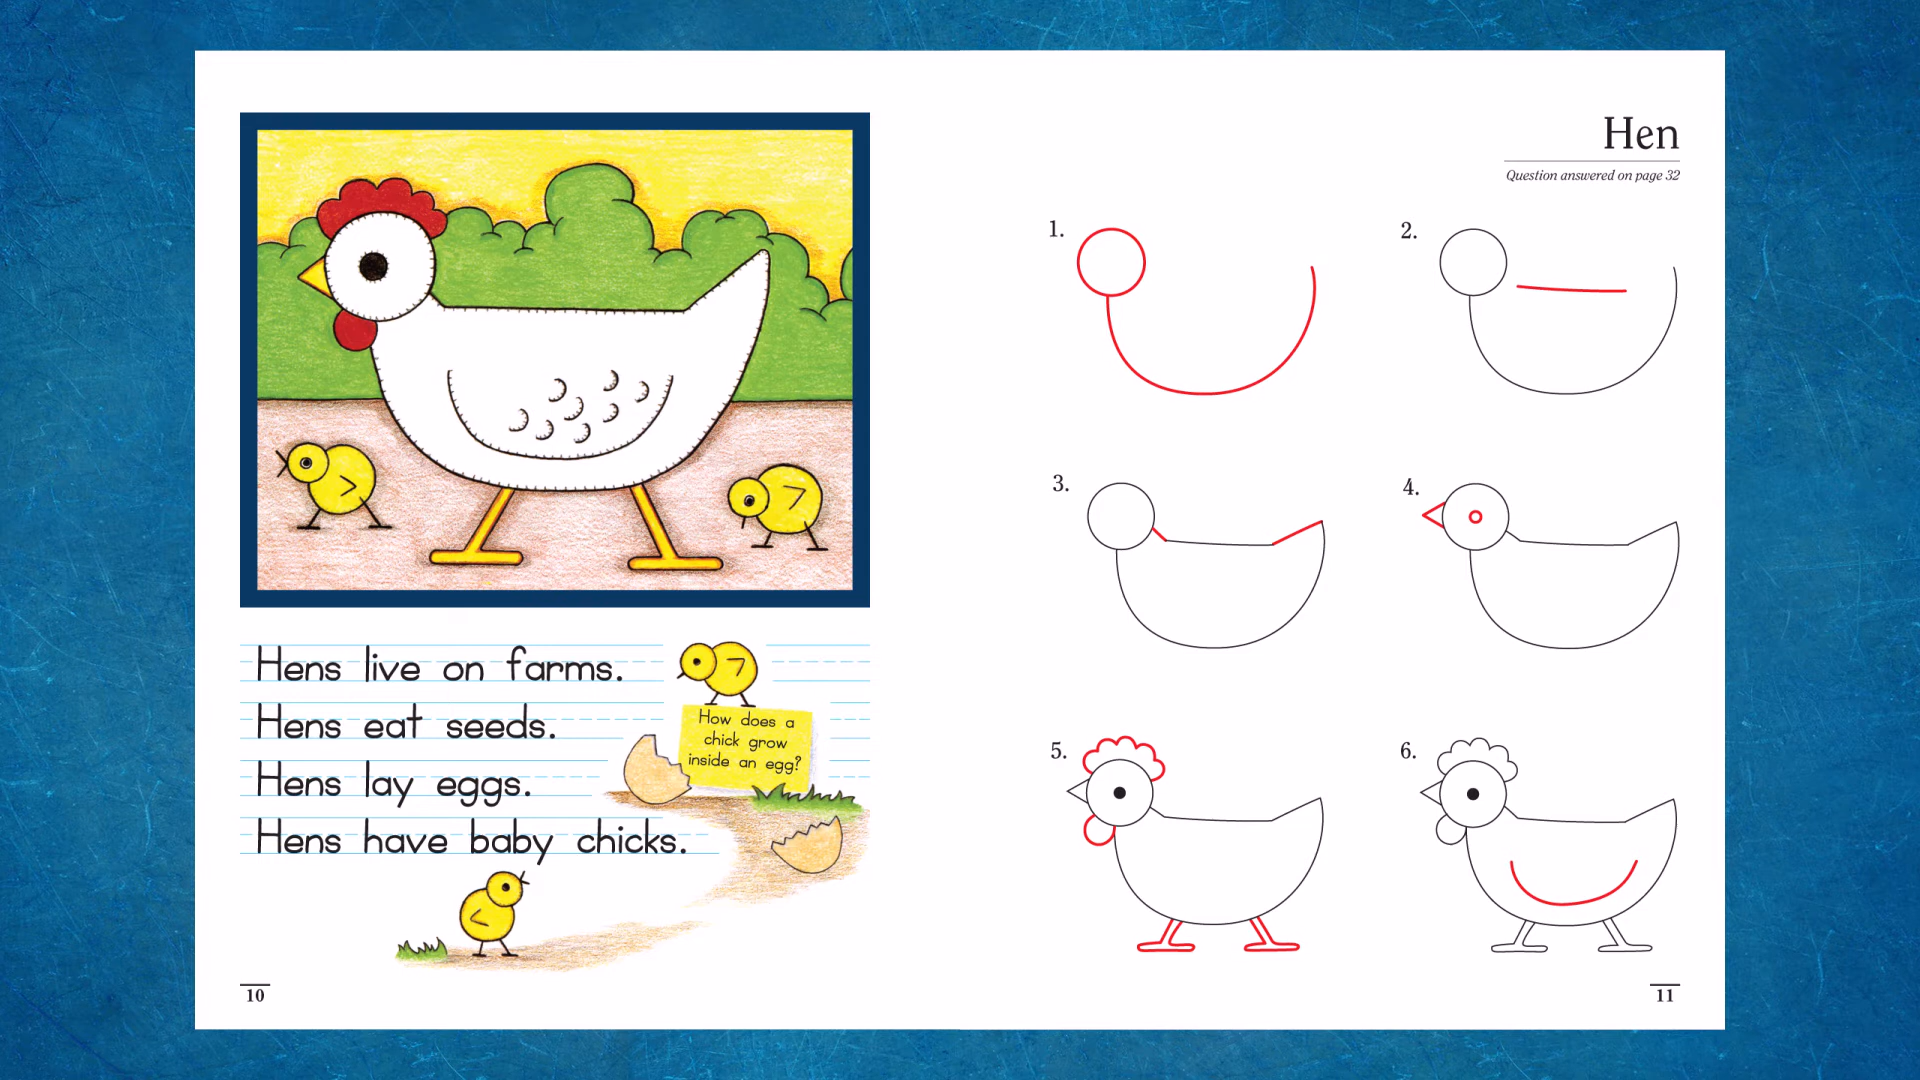 Hens live on farms.
Hens eat seeds.
Hens lay eggs.
Hens have baby chicks.
How does a
chick grow
inside an egg?
10
Hen
Question answered on page 32
1.
2.
3.
4.
5.
6.
11